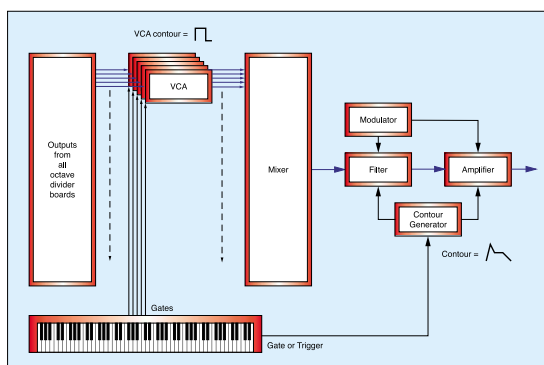 VCA contour =
VCA
Outputs
from
all
octave
divider
boards
Mixer
Modulator
Filter
Amplifier
Contour
Generator
Contour =
Gates
Gate or Trigger